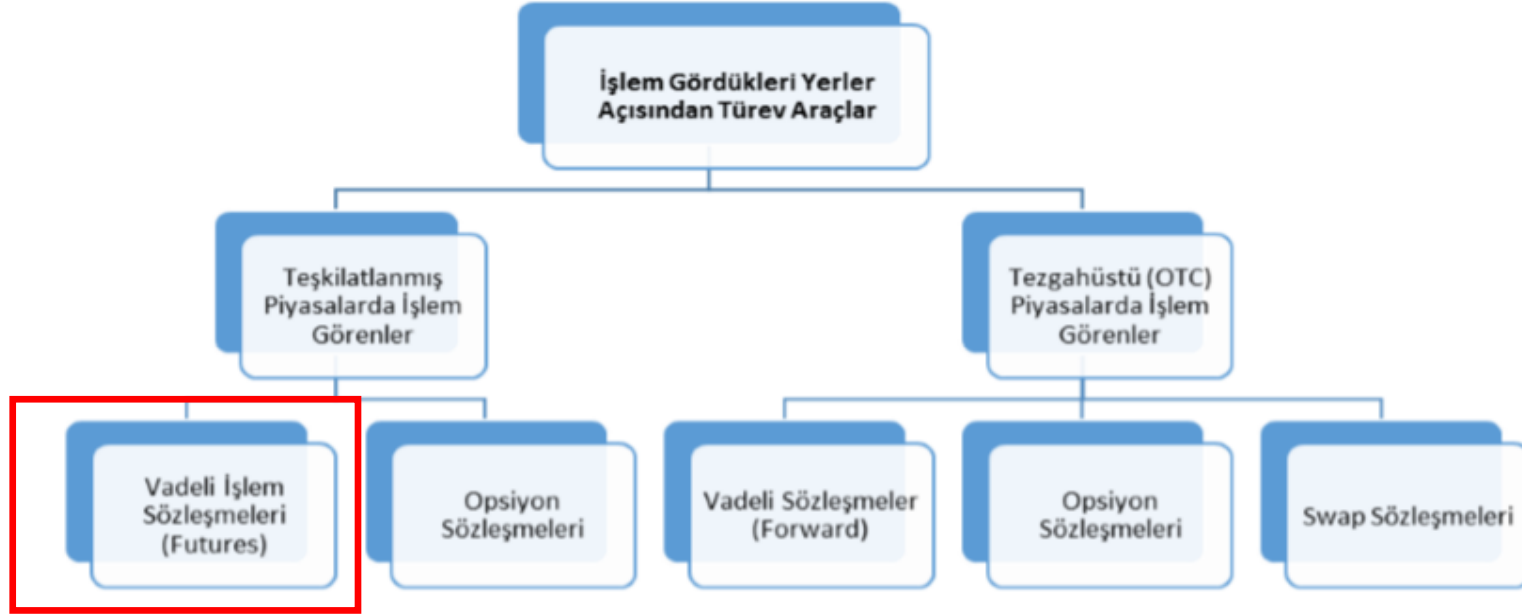 İşlem Gördükleri Yerler
Açısından Türev Araçlar
Teşkilatlanmış
Piyasalarda İşlem
Görenler
Tezgahüstü (OTC)
Piyasalarda İşlem
Görenler
Vadeli İşlem
Sözleşmeleri
(Futures)
Opsiyon
Sözleşmeleri
Vadeli Sözleşmeler
(Forward)
Opsiyon
Sözleşmeleri
Swap Sözleşmeleri